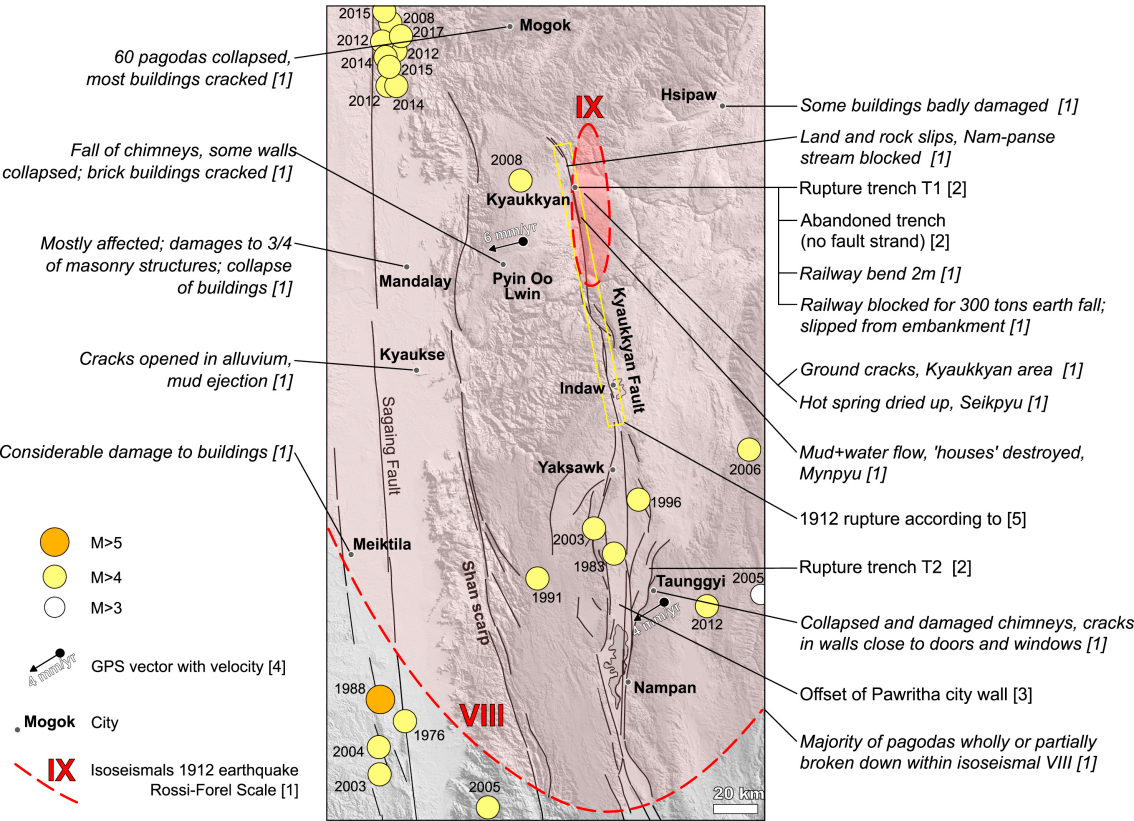 60 pagodas collapsed,
most buildings cracked [1]
Fall of chimneys, some walls
collapsed; brick buildings cracked [1]
Mostly affected; damages to 3/4
of masonry structures; collapse
of buildings [1]
Cracks opened in alluvium,
mud ejection [1]
Considerable damage to buildings [1]
M>5
M>4
M>3
4 mm/yr
GPS vector with velocity [4]
Mogok
City
IX
Isoseismals 1912 earthquake
Rossi-Forel Scale [1]
2015
2008
2017
2012
2012
2014
2015
2012
2014
Mogok
Hsipaw
IX
2008
Kyaukkyan
6 mm/yr
Pyin Oo
Lwin
Mandalay
Kyaukkyan Fault
Kyaukse
Indaw
Sagaing Fault
Yaksawk
2006
1996
2003
1983
Meiktila
Shan scarp
1991
Taunggyi
2005
4 mm/yr
2012
Nampan
1988
VIII
1976
2004
2003
2005
20 km
Some buildings badly damaged [1]
Land and rock slips, Nam-panse
stream blocked [1]
Rupture trench T1 [2]
Abandoned trench
(no fault strand) [2]
Railway bend 2m [1]
Railway blocked for 300 tons earth fall;
slipped from embankment [1]
Ground cracks, Kyaukkyan area [1]
Hot spring dried up, Seikpyu [1]
Mud+water flow, 'houses' destroyed,
Mynpyu [1]
1912 rupture according to [5]
Rupture trench T2 [2]
Collapsed and damaged chimneys, cracks
in walls close to doors and windows [1]
Offset of Pawritha city wall [3]
Majority of pagodas wholly or partially
broken down within isoseismal VIII [1]